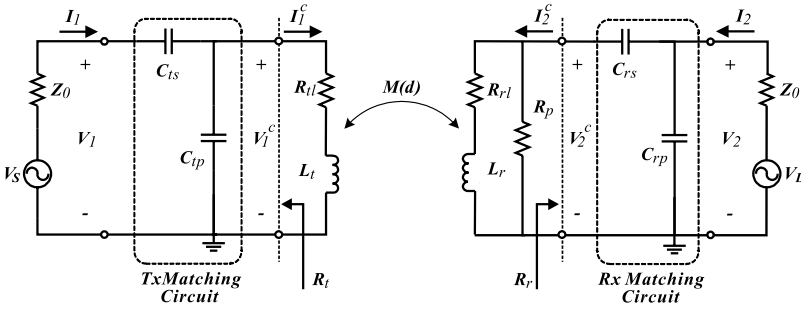 I1
I1c
I2c
I2
+
Cts
+
Z0
V1
Ctp
V1c
Rtl
Lt
M(d)
Rrl
Rp
Lr
+
Crs
+
V2c
Crp
V2
Z0
VS
VL
-
-
-
-
TxMatching
Circuit
Rt
Rr
Rx Matching
Circuit